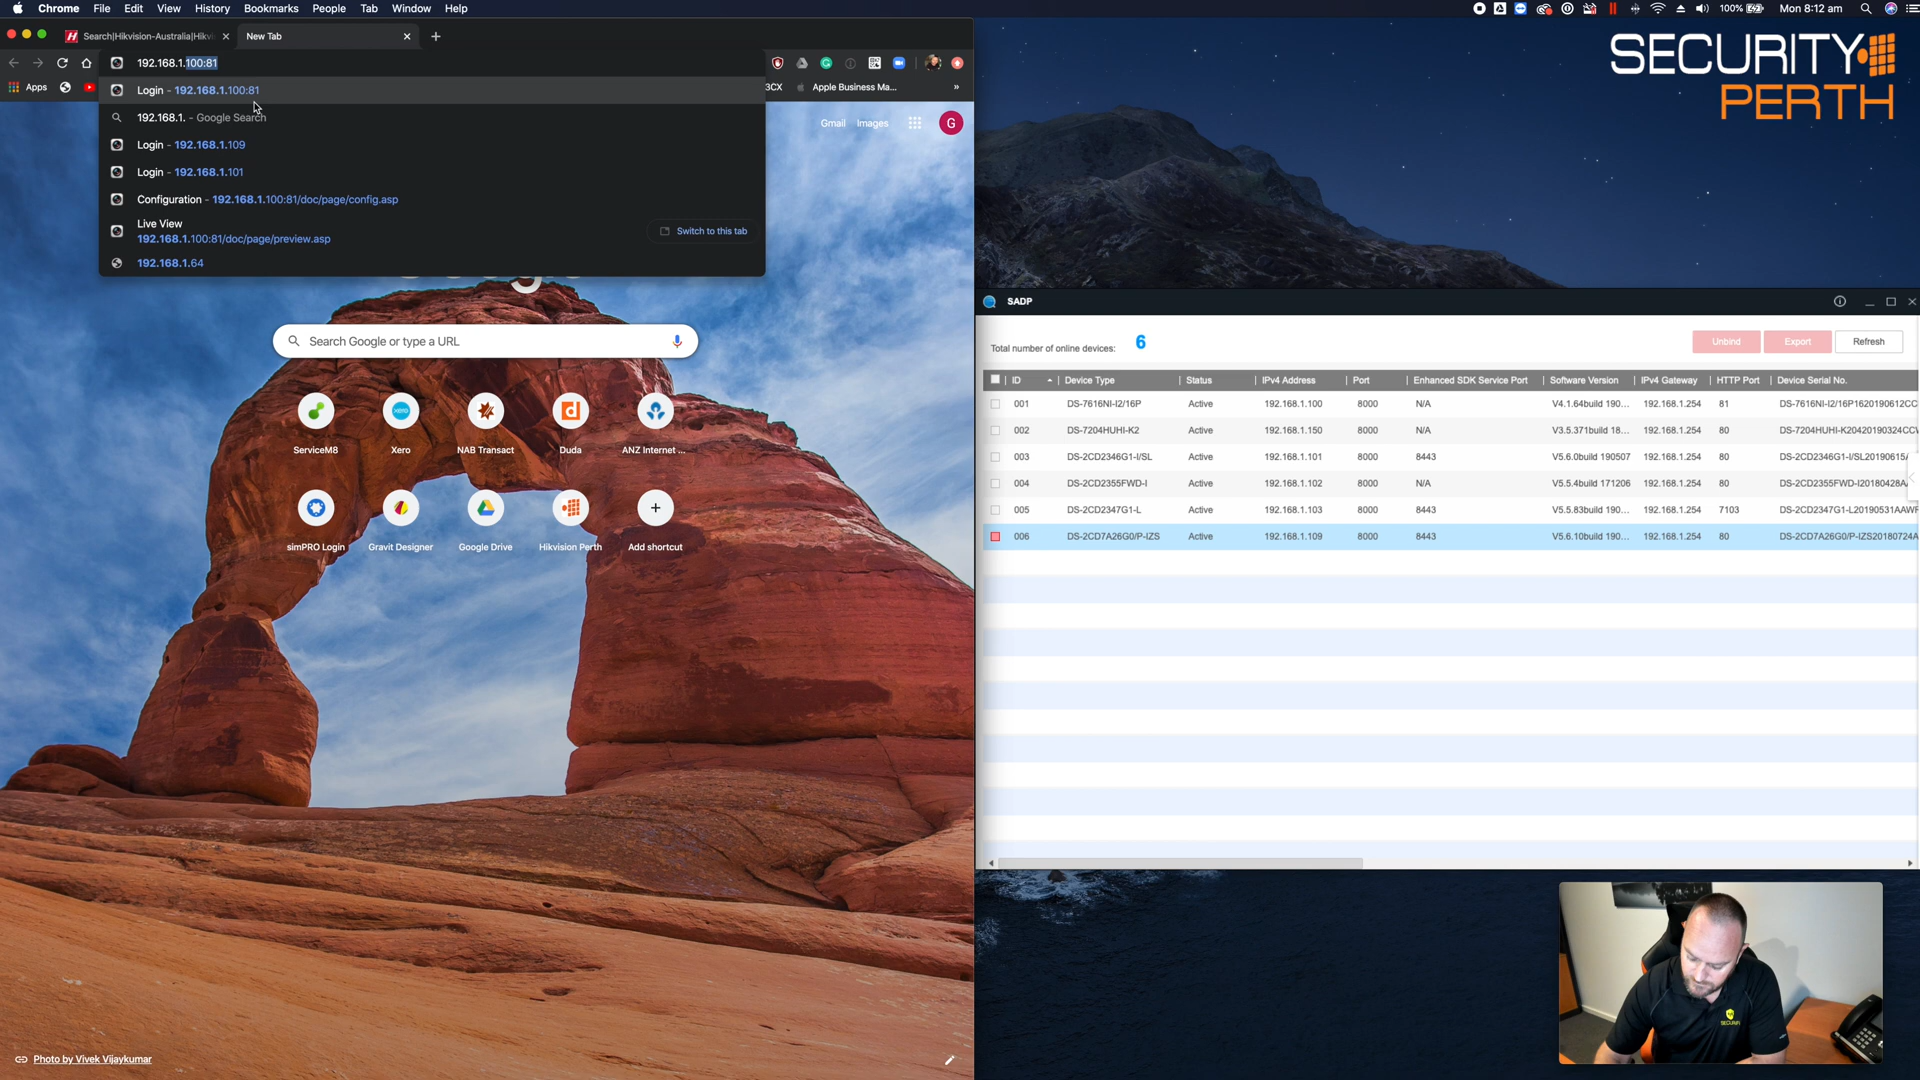 Chrome File Edit View History Bookmarks People Tab Window Help
100% Mon 8:12 am
Search|Hikvision-Australia|Hikvi
New Tab
192.168.1.100:81
Apps
3CX
Apple Business Ma...
»
Login - 192.168.1.100:81
192.168.1. - Google Search
Login - 192.168.1.109
Login - 192.168.1.101
Configuration - 192.168.1.100:81/doc/page/config.asp
Live View
192.168.1.100:81/doc/page/preview.asp
Switch to this tab
192.168.1.64
Gmail Images G
Search Google or type a URL
ServiceM8 Xero NAB Transact Duda ANZ Internet ...
simPRO Login Gravit Designer Google Drive Hikvision Perth Add shortcut
Photo by Vivek Vijaykumar
SECURITY
PERTH
SADP
Total number of online devices: 6
Unbind Export Refresh
ID Device Type Status IPv4 Address Port Enhanced SDK Service Port Software Version IPv4 Gateway HTTP Port Device Serial No.
001 DS-7616NI-I2/16P Active 192.168.1.100 8000 N/A V4.1.64build 190... 192.168.1.254 81 DS-7616NI-I2/16P1620190612CC
002 DS-7204HUHI-K2 Active 192.168.1.150 8000 N/A V3.5.371build 18... 192.168.1.254 80 DS-7204HUHI-K20420190324CC
003 DS-2CD2346G1-I/SL Active 192.168.1.101 8000 8443 V5.6.0build 190507 192.168.1.254 80 DS-2CD2346G1-I/SL20190615
004 DS-2CD2355FWD-I Active 192.168.1.102 8000 N/A V5.5.4build 171206 192.168.1.254 80 DS-2CD2355FWD-I20180428A
005 DS-2CD2347G1-L Active 192.168.1.103 8000 8443 V5.5.83build 190... 192.168.1.254 7103 DS-2CD2347G1-L20190531AAWF
006 DS-2CD7A26G0/P-IZS Active 192.168.1.109 8000 8443 V5.6.10build 190... 192.168.1.254 80 DS-2CD7A26G0/P-IZS20180724A